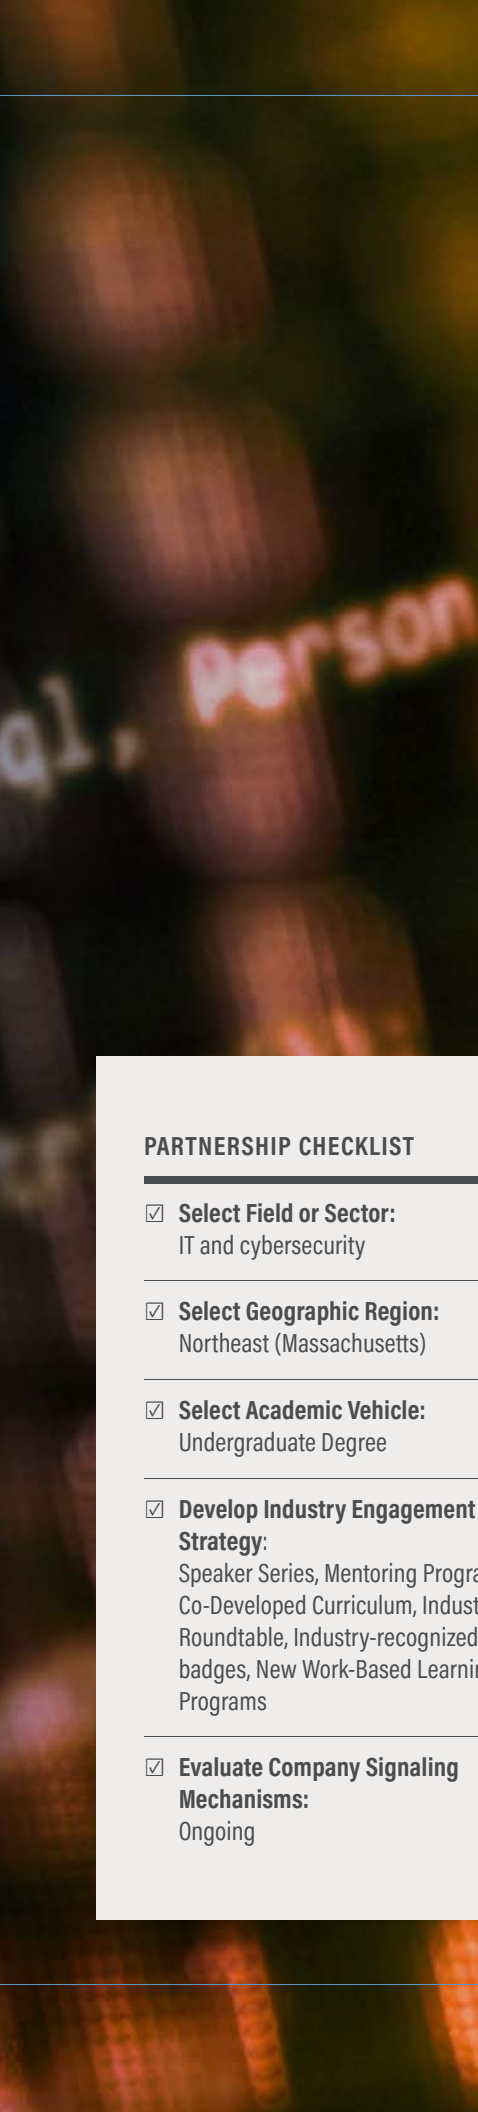 ql, Person
PARTNERSHIP CHECKLIST
☑ Select Field or Sector:
IT and cybersecurity
☑ Select Geographic Region:
Northeast (Massachusetts)
☑ Select Academic Vehicle:
Undergraduate Degree
☑ Develop Industry Engagement
Strategy:
Speaker Series, Mentoring
Co-Developed Curriculum,
Roundtable, Industry-recognized
badges, New Work-Based
Programs
☑ Evaluate Company Signaling
Mechanisms:
Ongoing